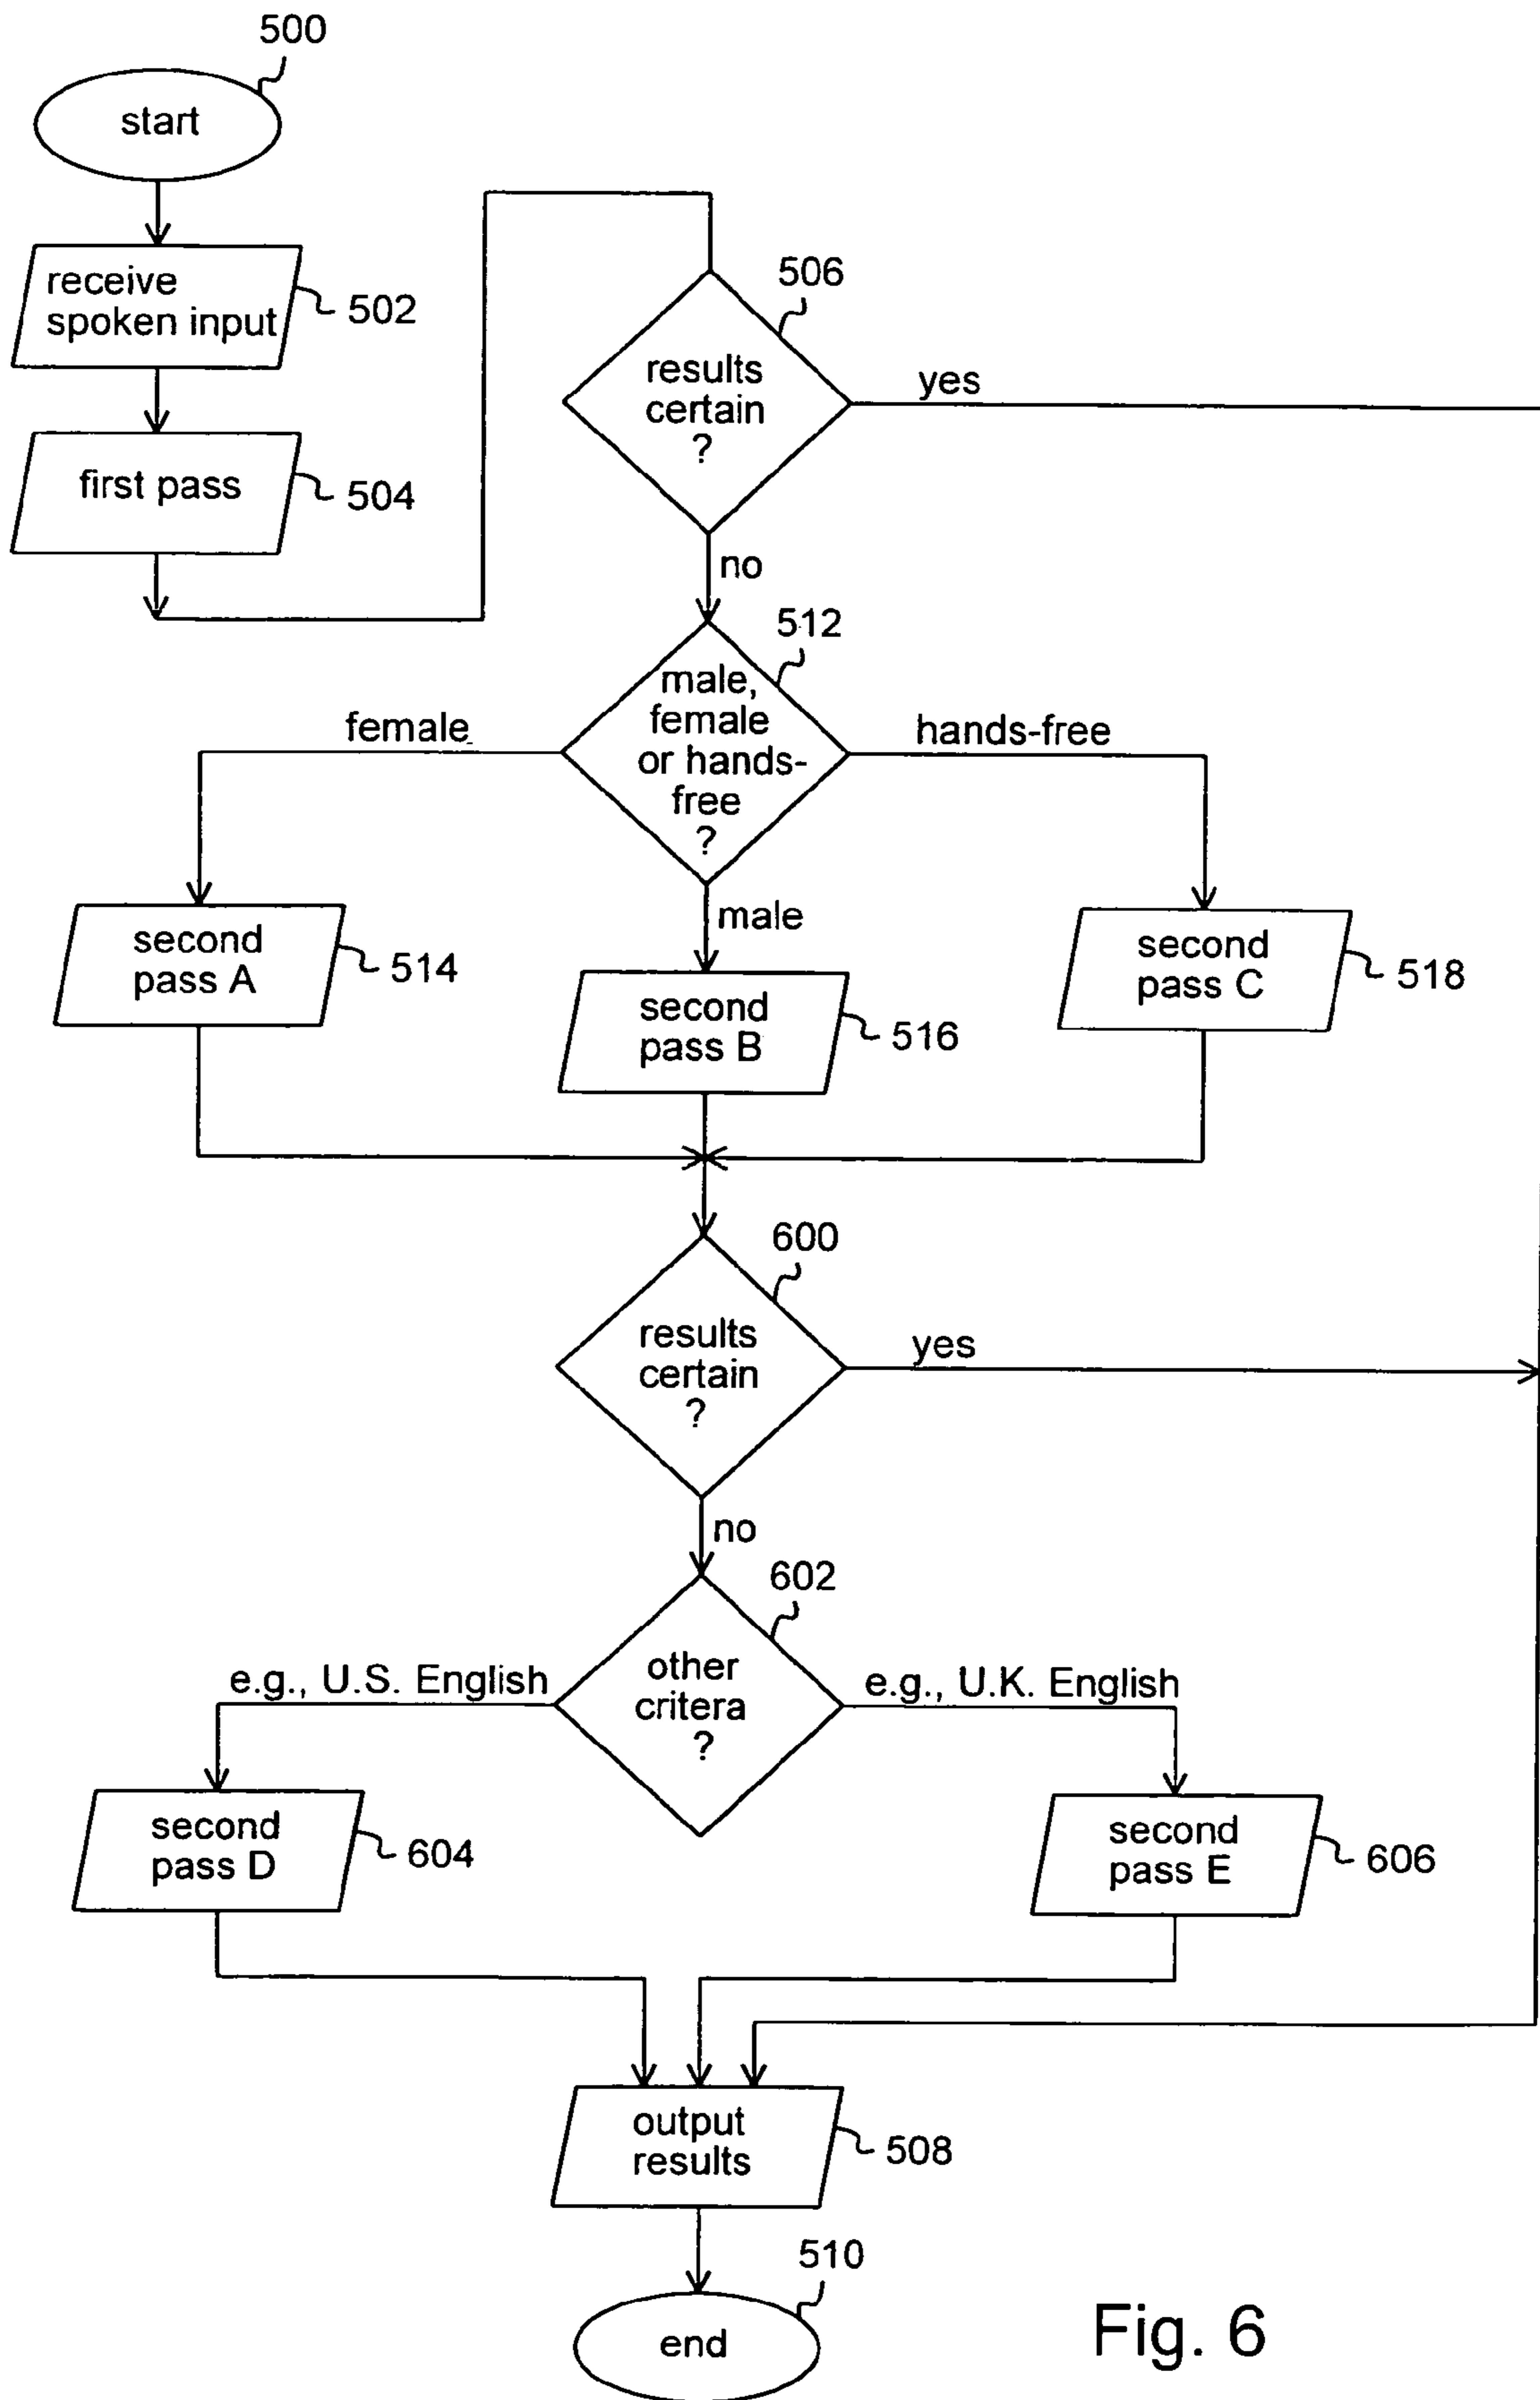 500
start
receive
spoken input
502
first pass
504
506
results
certain
?
yes
no
512
male,
female
or hands-
free
?
female
hands-free
male
second
pass A
514
second
pass B
516
second
pass C
518
600
results
certain
?
yes
no
602
other
critera
?
e.g., U.S. English
e.g., U.K. English
second
pass D
604
second
pass E
606
output
results
508
510
end
Fig. 6